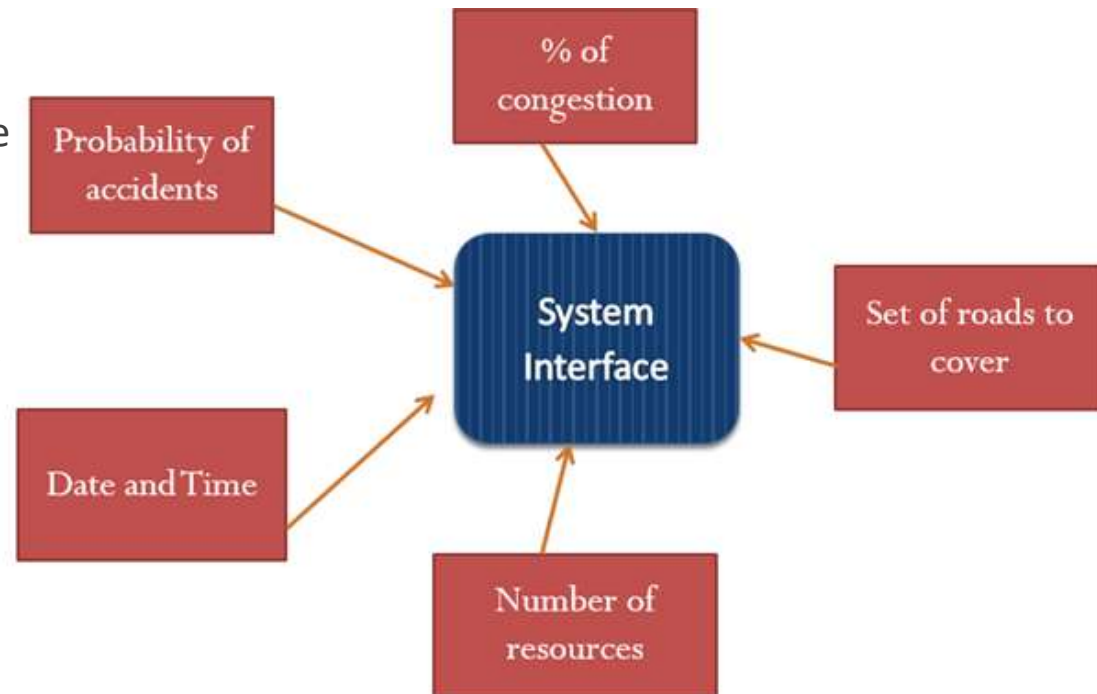 % of
congestion
e
Probability of
accidents
System
Interface
Set of roads to
cover
Date and Time
Number of
resources